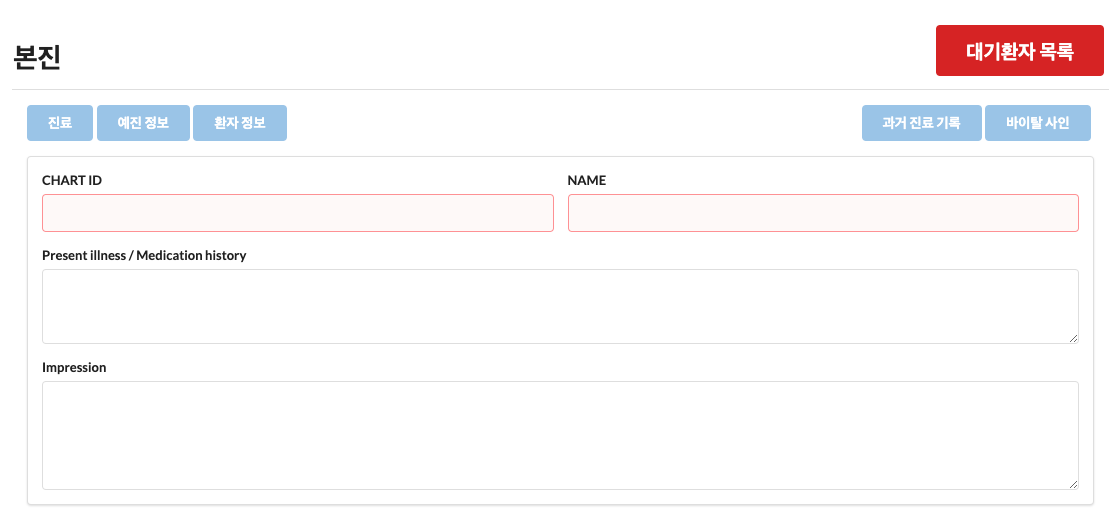 본진
대기환자 목록
진료 예진 정보 환자 정보 과거 진료 기록 바이탈 사인
CHART ID NAME
Present illness / Medication history
Impression